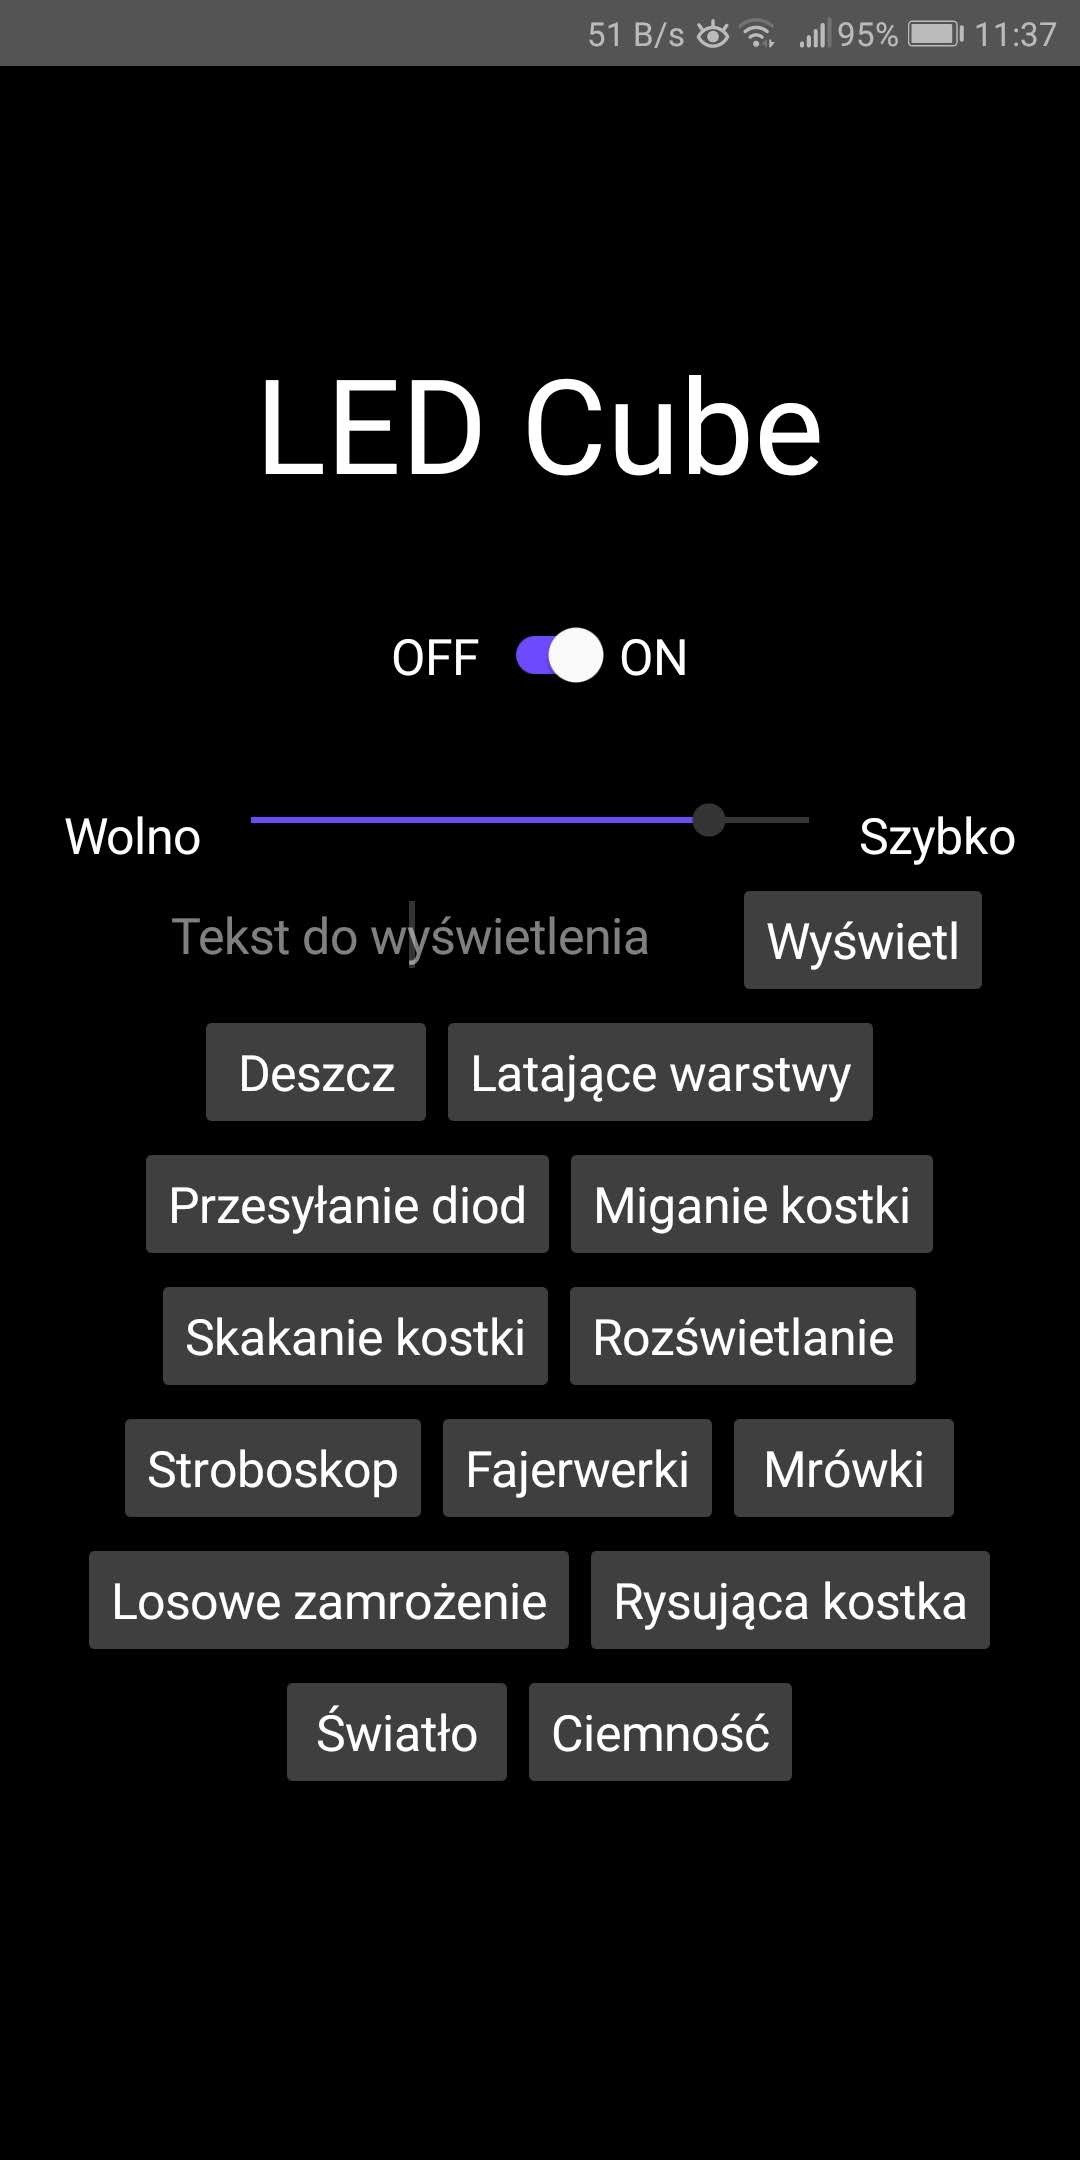 51 B/s 95% 11:37
LED Cube
OFF ON
Wolno Szybko
Tekst do wyświetlenia Wyświetl
Deszcz Latające warstwy
Przesyłanie diod Miganie kostki
Skakanie kostki Rozświetlanie
Stroboskop Fajerwerki Mrówki
Losowe zamrożenie Rysująca kostka
Światło Ciemność